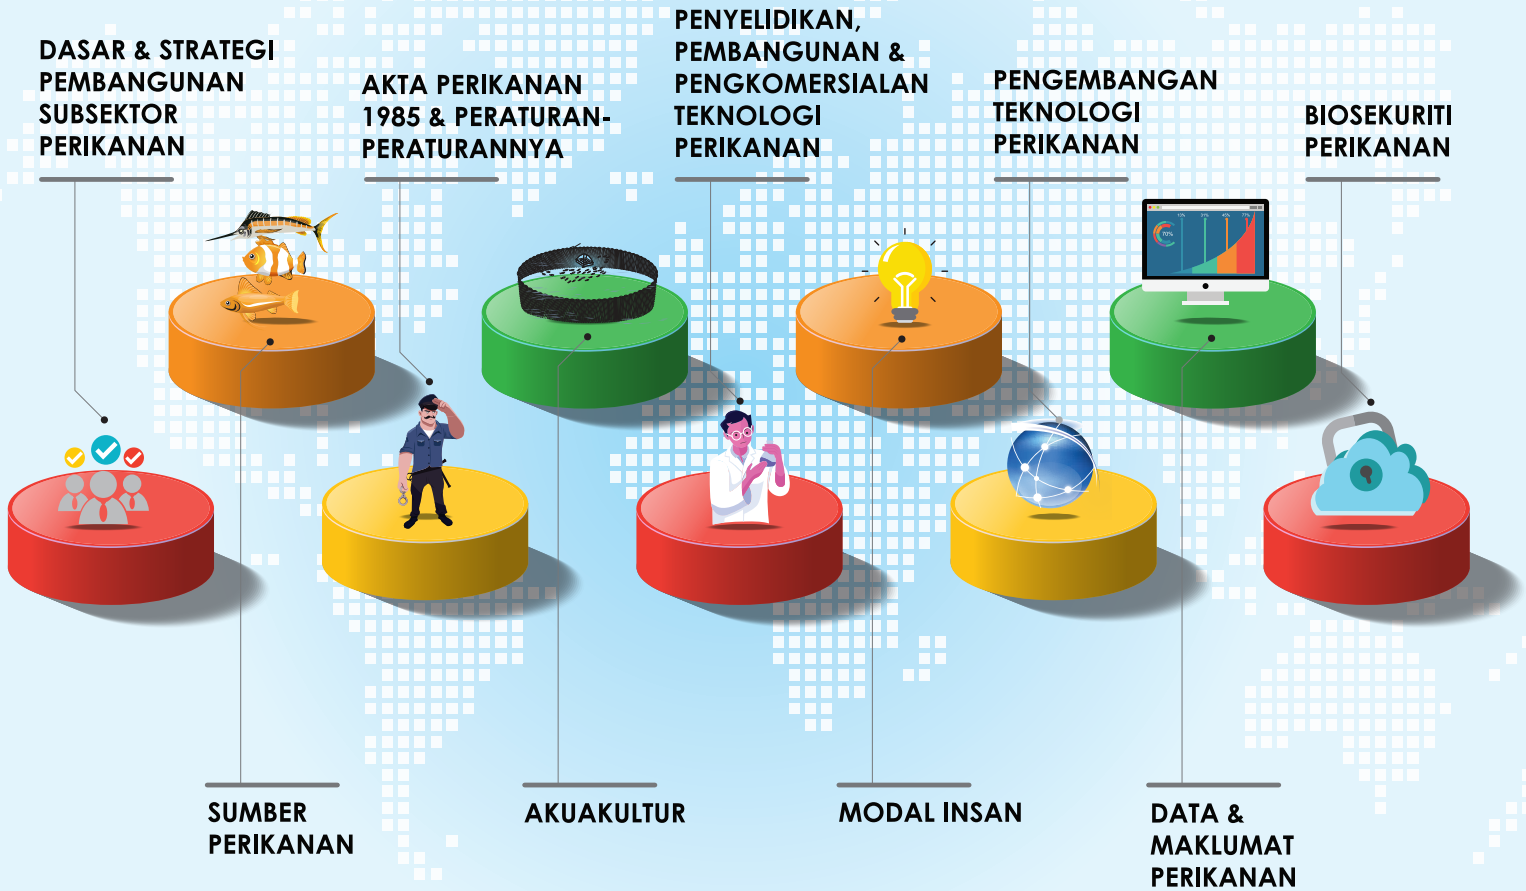 DASAR & STRATEGI
PEMBANGUNAN
SUBSEKTOR
PERIKANAN
AKTA PERIKANAN
1985 & PERATURAN-
PERATURANNYA
PENYELIDIKAN,
PEMBANGUNAN &
PENGKOMERSIALAN
TEKNOLOGI
PERIKANAN
PENGEMBANGAN
TEKNOLOGI
PERIKANAN
BIOSEKURITI
PERIKANAN
70%
SUMBER
PERIKANAN
AKUAKULTUR
MODAL INSAN
DATA &
MAKLUMAT
PERIKANAN